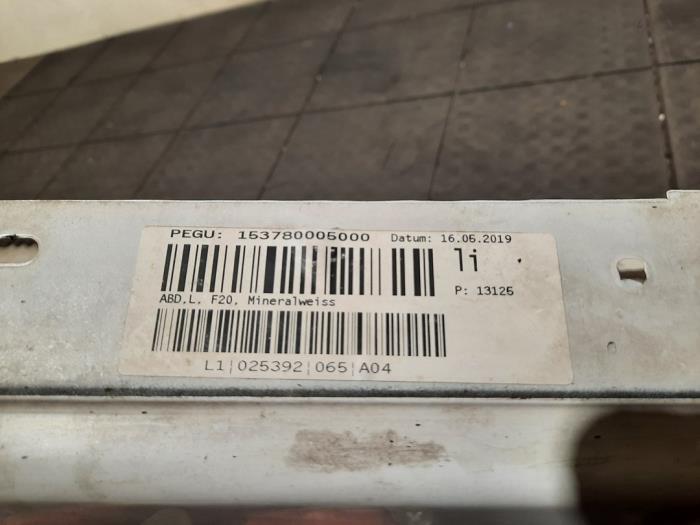 PEGU: 153780005000 Datum: 16.05.2019
li
P: 13125
ABD,L, F20, Mineralweiss
L1|025392|065|A04